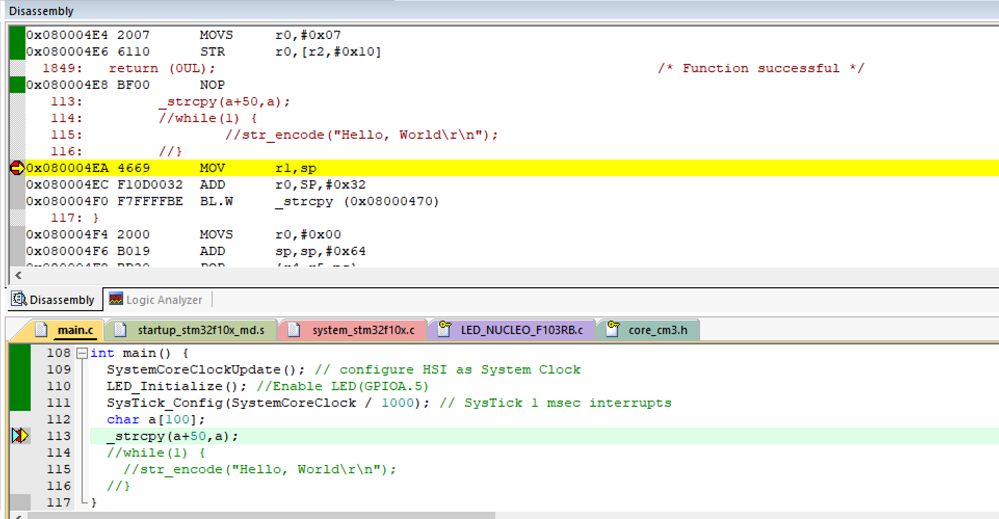 Disassembly
0x080004E4 2007 MOVS r0,#0x07
0x080004E6 6110 STR r0,[r2,#0x10]
1849: return (0UL); /* Function successful */
0x080004E8 BF00 NOP
113: _strcpy(a+50,a);
114: //while(1) {
115: //str_encode("Hello, World\r\n");
116: //}
0x080004EA 4669 MOV r1,sp
0x080004EC F10D0032 ADD r0,SP,#0x32
0x080004F0 F7FFFFBE BL.W _strcpy (0x08000470)
117: }
0x080004F4 2000 MOVS r0,#0x00
0x080004F6 B019 ADD sp,sp,#0x64
Disassembly Logic Analyzer
main.c startup_stm32f10x_md.s system_stm32f10x.c LED_NUCLEO_F103RB.c core_cm3.h
108 int main() {
109 SystemCoreClockUpdate(); // configure HSI as System Clock
110 LED_Initialize(); //Enable LED(GPIOA.5)
111 SysTick_Config(SystemCoreClock / 1000); // SysTick 1 msec interrupts
112 char a[100];
113 _strcpy(a+50,a);
114 //while(1) {
115 //str_encode("Hello, World\r\n");
116 //}
117 }